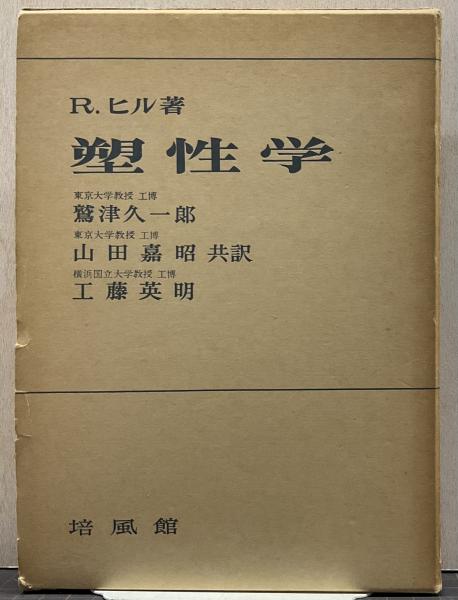 R. ヒル著
塑性学
東京大学教授 工博
鷲津久一郎
東京大学教授 工博
山田嘉昭 共訳
横浜国立大学教授 工博
工藤英明
培風館